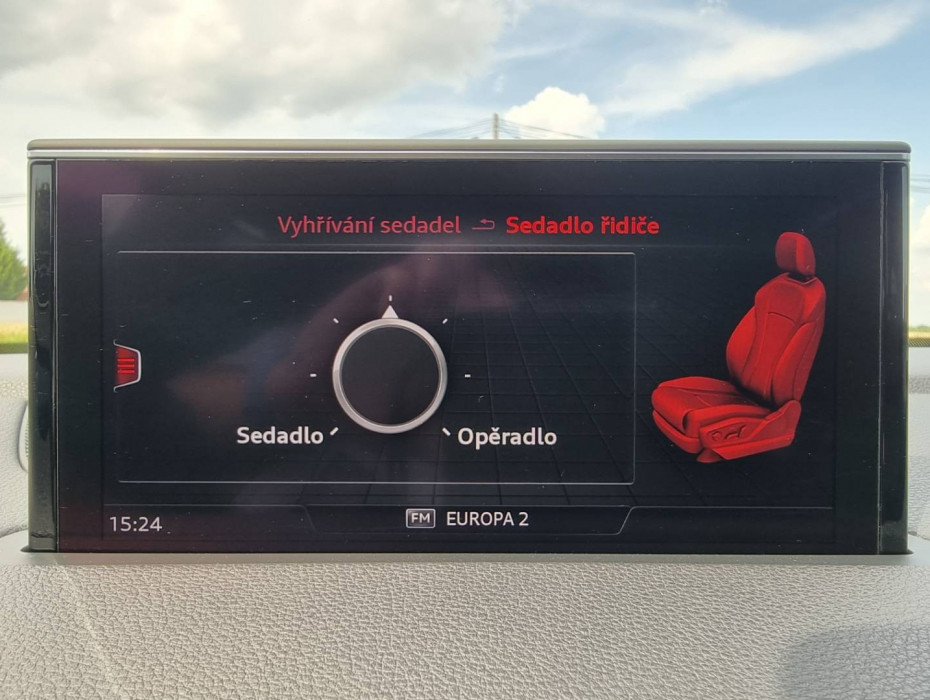 Vyhřívání sedadel Sedadlo řidiče
Sedadlo Opěradlo
15:24 FM EUROPA 2